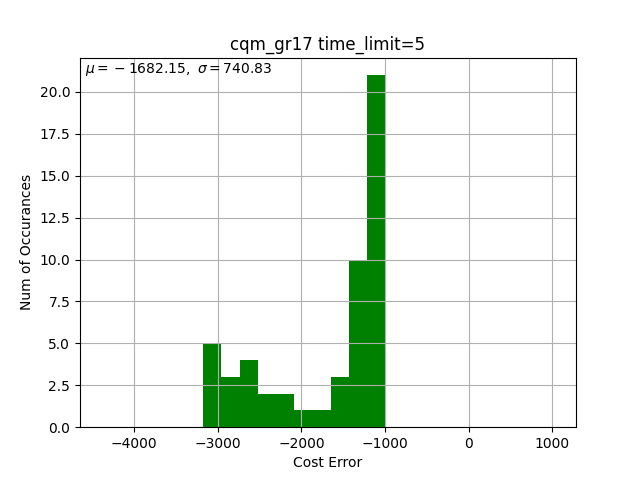 cqm_gr17 time_limit=5
μ = −1682.15, σ = 740.83
20.0
17.5
15.0
12.5
10.0
7.5
5.0
2.5
0.0
Num of Occurances
−4000 −3000 −2000 −1000 0 1000
Cost Error